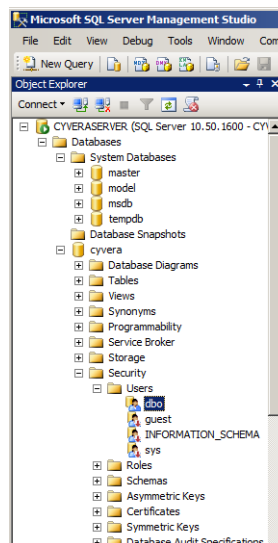 Microsoft SQL Server Management Studio
File Edit View Debug Tools Window
New Query
Object Explorer
Connect
CYVERASERVER (SQL Server 10.50.1600 -
Databases
System Databases
master
model
msdb
tempdb
Database Snapshots
cyvera
Database Diagrams
Tables
Views
Synonyms
Programmability
Service Broker
Storage
Security
Users
dbo
guest
INFORMATION_SCHEMA
sys
Roles
Schemas
Asymmetric Keys
Certificates
Symmetric Keys
Database Audit Specifications